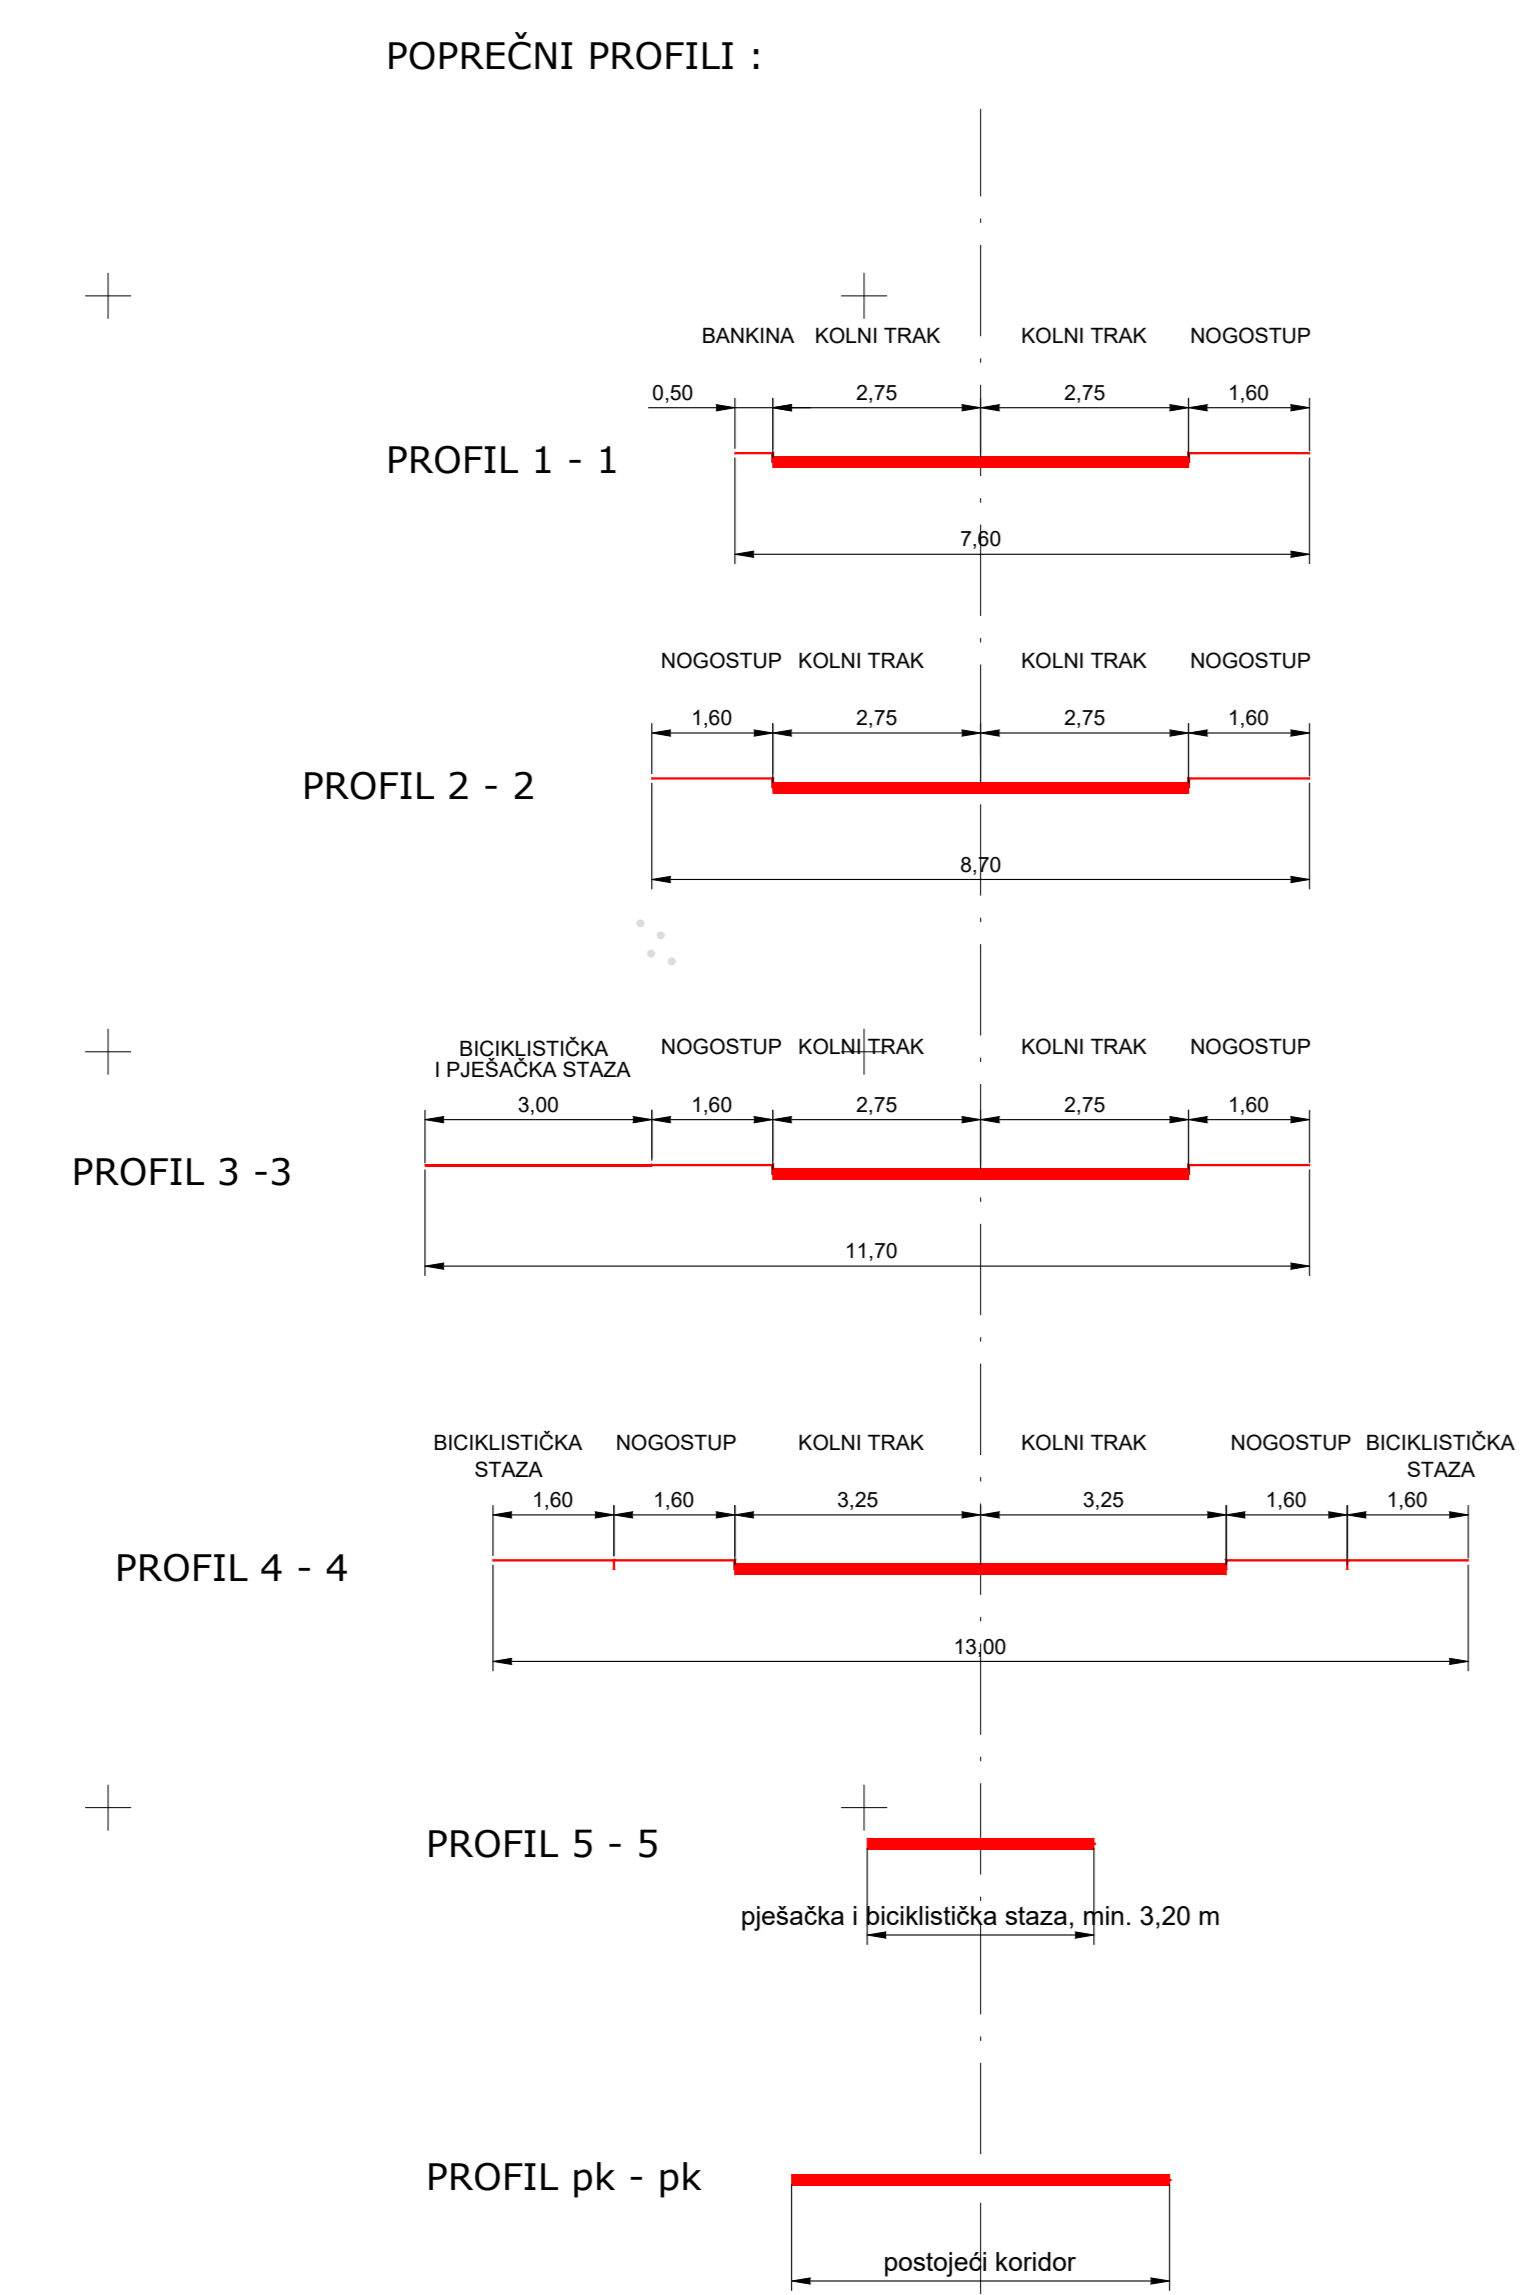 POPREČNI PROFILI :
BANKINA KOLNI TRAK KOLNI TRAK NOGOSTUP
0,50 2,75 2,75 1,60
PROFIL 1 - 1
7,60
NOGOSTUP KOLNI TRAK KOLNI TRAK NOGOSTUP
1,60 2,75 2,75 1,60
PROFIL 2 - 2
8,70
BICIKLISTIČKA NOGOSTUP KOLNI TRAK KOLNI TRAK NOGOSTUP
I PJEŠAČKA STAZA
3,00 1,60 2,75 2,75 1,60
PROFIL 3 -3
11,70
BICIKLISTIČKA NOGOSTUP KOLNI TRAK KOLNI TRAK NOGOSTUP BICIKLISTIČKA
STAZA STAZA
1,60 1,60 3,25 3,25 1,60 1,60
PROFIL 4 - 4
13,00
PROFIL 5 - 5
pješačka i biciklistička staza, min. 3,20 m
PROFIL pk - pk
postojeći koridor